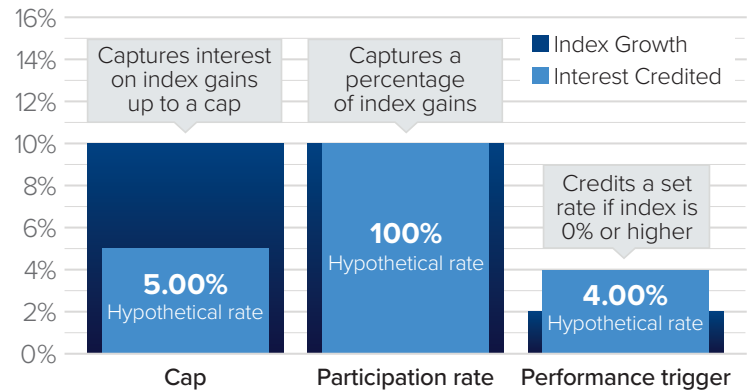 16%
14%
12%
10%
8%
6%
4%
2%
0%
Captures interest
on index gains
up to a cap
Captures a
percentage
of index gains
Index Growth
Interest Credited
Credits a set
rate if index is
0% or higher
5.00%
Hypothetical rate
100%
Hypothetical rate
4.00%
Hypothetical rate
Cap
Participation rate
Performance trigger